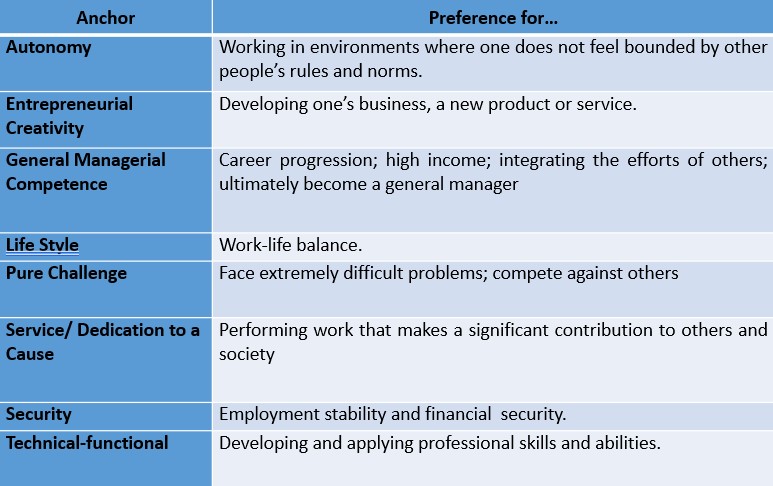 Anchor
Preference for…
Autonomy
Working in environments where one does not feel bounded by other
people’s rules and norms.
Entrepreneurial
Creativity
Developing one’s business, a new product or service.
General Managerial
Competence
Career progression; high income; integrating the efforts of others;
ultimately become a general manager
Life Style
Work-life balance.
Pure Challenge
Face extremely difficult problems; compete against others
Service/ Dedication to a
Cause
Performing work that makes a significant contribution to others and
society
Security
Employment stability and financial  security.
Technical-functional
Developing and applying professional skills and abilities.